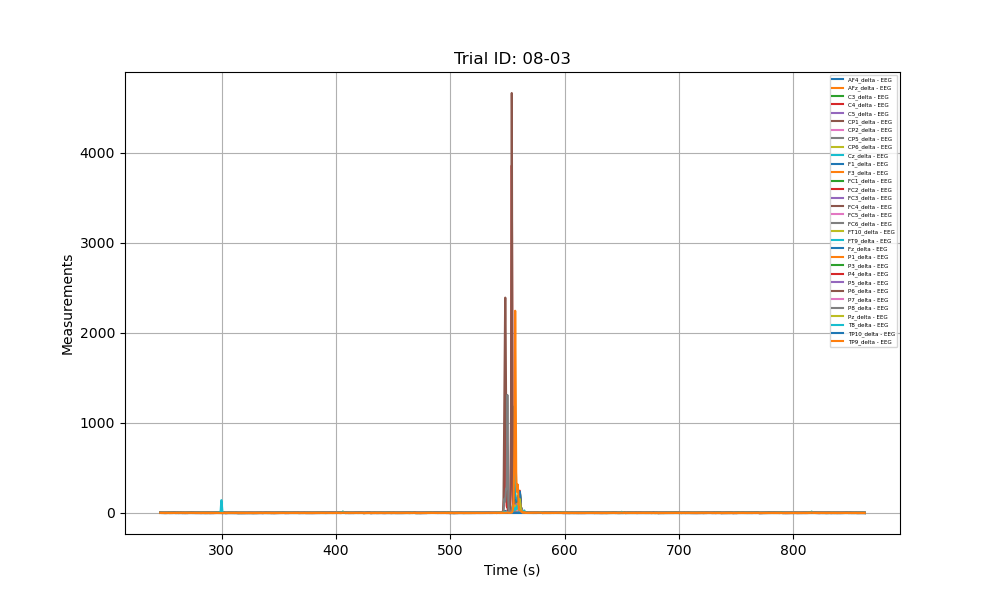 Trial ID: 08-03
AF4_delta - EEG
AFz_delta - EEG
C3_delta - EEG
C4_delta - EEG
C5_delta - EEG
CP1_delta - EEG
CP2_delta - EEG
CP5_delta - EEG
CP6_delta - EEG
Cz_delta - EEG
F1_delta - EEG
F3_delta - EEG
FC1_delta - EEG
FC2_delta - EEG
FC3_delta - EEG
FC4_delta - EEG
FC5_delta - EEG
FC6_delta - EEG
FT10_delta - EEG
FT9_delta - EEG
Fz_delta - EEG
P1_delta - EEG
P3_delta - EEG
P4_delta - EEG
P5_delta - EEG
P6_delta - EEG
P7_delta - EEG
P8_delta - EEG
Pz_delta - EEG
T8_delta - EEG
TP10_delta - EEG
TP9_delta - EEG
Measurements
4000
3000
2000
1000
0
300 400 500 600 700 800
Time (s)